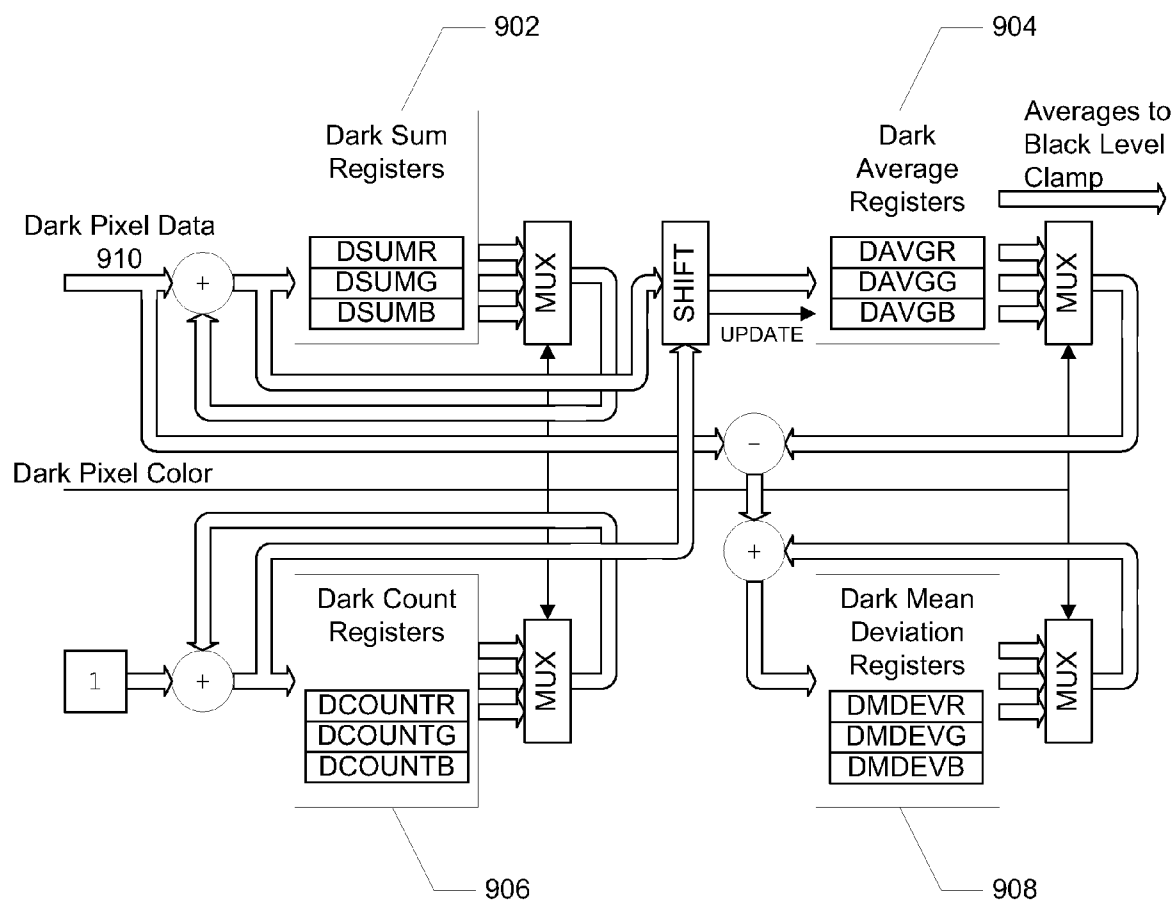 902
904
Dark Sum
Registers
Dark
Average
Registers
Averages to
Black Level
Clamp
Dark Pixel Data
910
+
DSUMR
DSUMG
DSUMB
MUX
SHIFT
UPDATE
DAVGR
DAVGG
DAVGB
MUX
-
Dark Pixel Color
+
Dark Count
Registers
Dark Mean
Deviation
Registers
1
+
DCOUNTR
DCOUNTG
DCOUNTB
MUX
DMDEVR
DMDEVG
DMDEVB
MUX
906
908